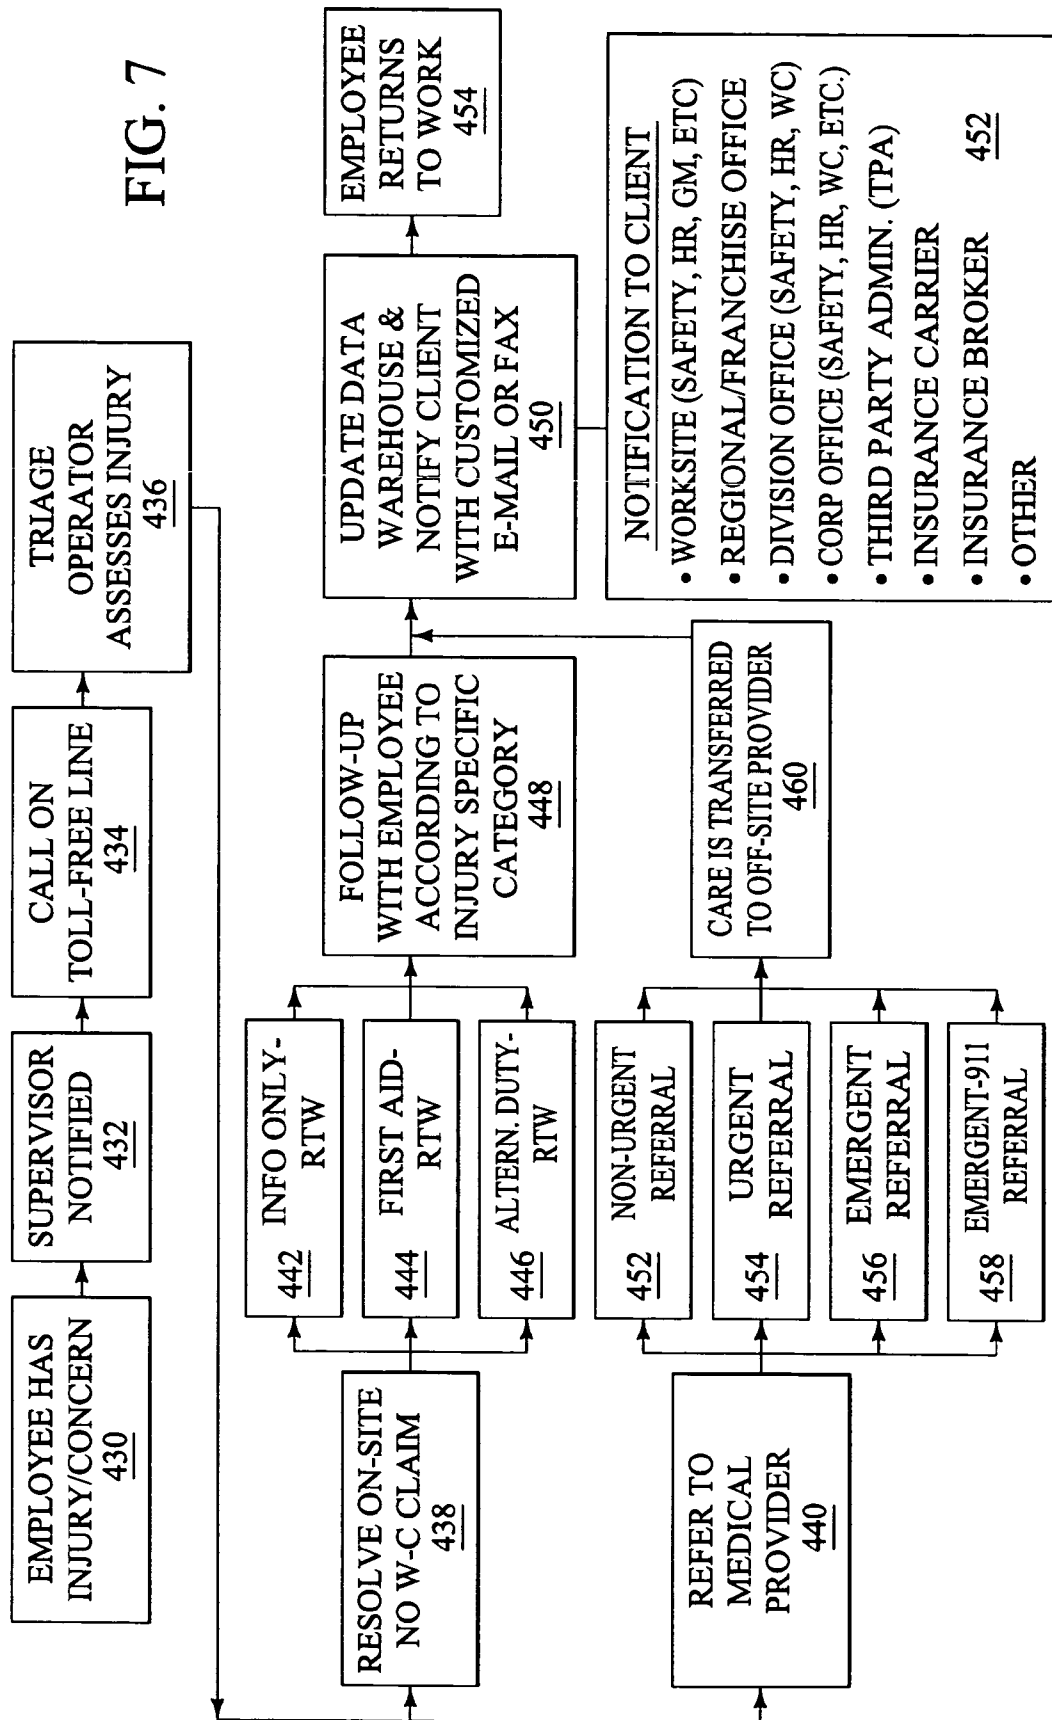 FIG. 7
EMPLOYEE HAS
INJURY/CONCERN
430
SUPERVISOR
NOTIFIED
432
CALL ON
TOLL-FREE LINE
434
TRIAGE
OPERATOR
ASSESSES INJURY
436
RESOLVE ON-SITE
NO W-C CLAIM
438
442
INFO ONLY-
RTW
444
FIRST AID-
RTW
446
ALTERN. DUTY-
RTW
FOLLOW-UP
WITH EMPLOYEE
ACCORDING TO
INJURY SPECIFIC
CATEGORY
448
UPDATE DATA
WAREHOUSE &
NOTIFY CLIENT
WITH CUSTOMIZED
E-MAIL OR FAX
450
EMPLOYEE
RETURNS
TO WORK
454
REFER TO
MEDICAL
PROVIDER
440
452
NON-URGENT
REFERRAL
454
URGENT
REFERRAL
456
EMERGENT
REFERRAL
458
EMERGENT-911
REFERRAL
CARE IS TRANSFERRED
TO OFF-SITE PROVIDER
460
NOTIFICATION TO CLIENT
• WORKSITE (SAFETY, HR, GM, ETC)
• REGIONAL/FRANCHISE OFFICE
• DIVISION OFFICE (SAFETY, HR, WC)
• CORP OFFICE (SAFETY, HR, WC, ETC.)
• THIRD PARTY ADMIN. (TPA)
• INSURANCE CARRIER
• INSURANCE BROKER
452
• OTHER